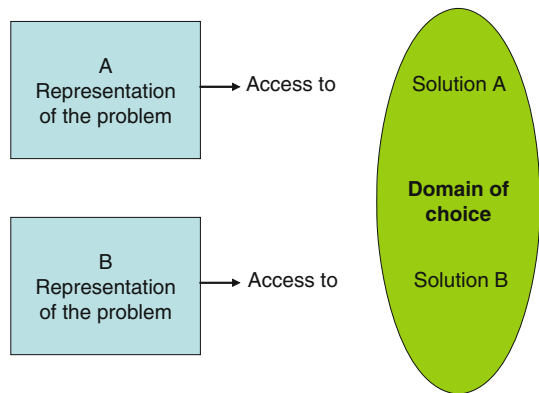 A
Representation
of the problem
Access to
Solution A
Domain of
choice
B
Representation
of the problem
Access to
Solution B